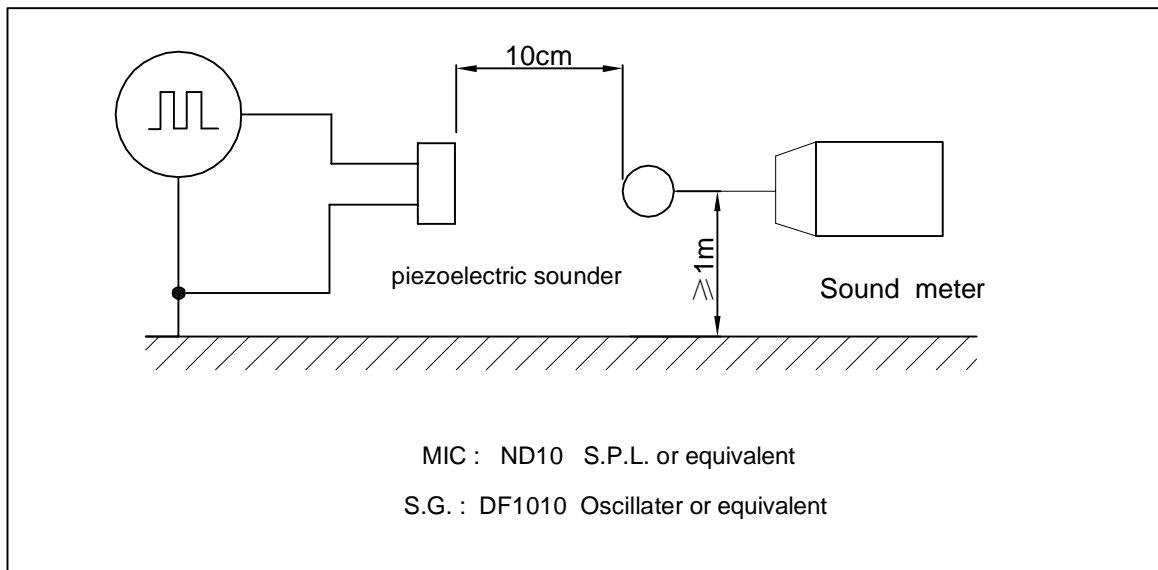 10cm
≥1m
piezoelectric sounder
Sound meter
MIC : ND10 S.P.L. or equivalent
S.G. : DF1010 Oscillater or equivalent